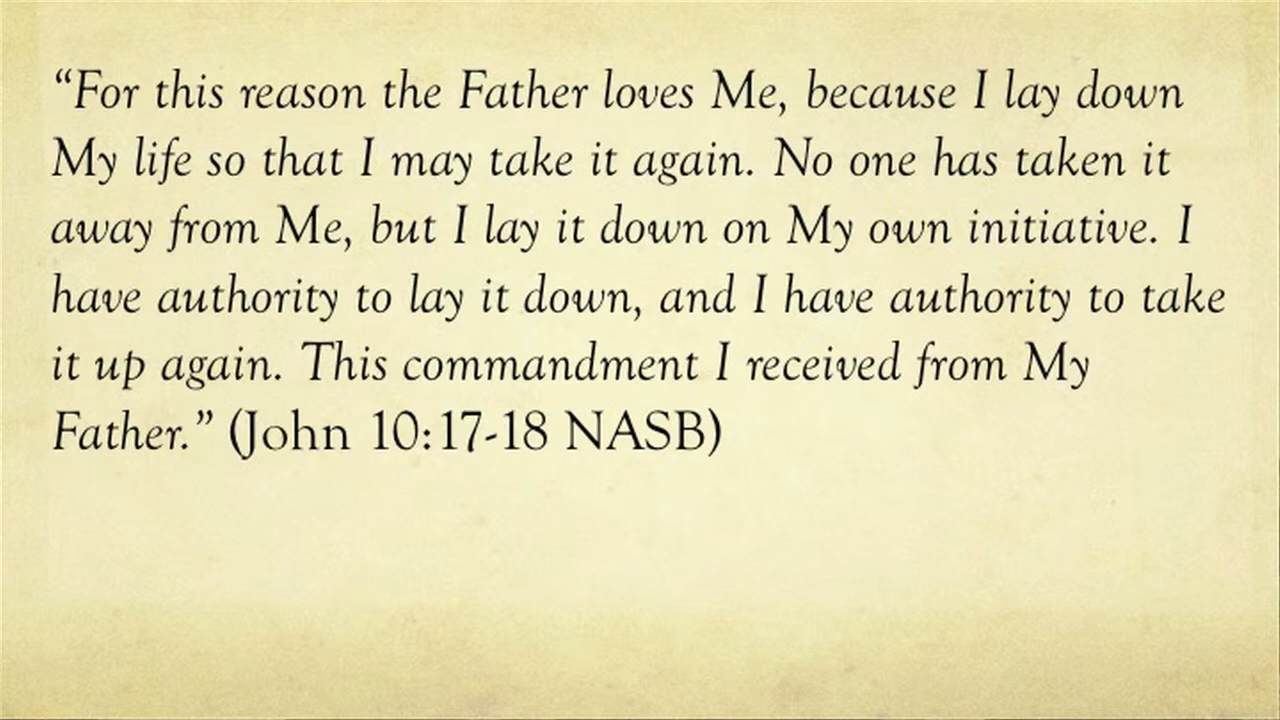 “For this reason the Father loves Me, because I lay down
My life so that I may take it again. No one has taken it
away from Me, but I lay it down on My own initiative. I
have authority to lay it down, and I have authority to take
it up again. This commandment I received from My
Father.” (John 10:17-18 NASB)